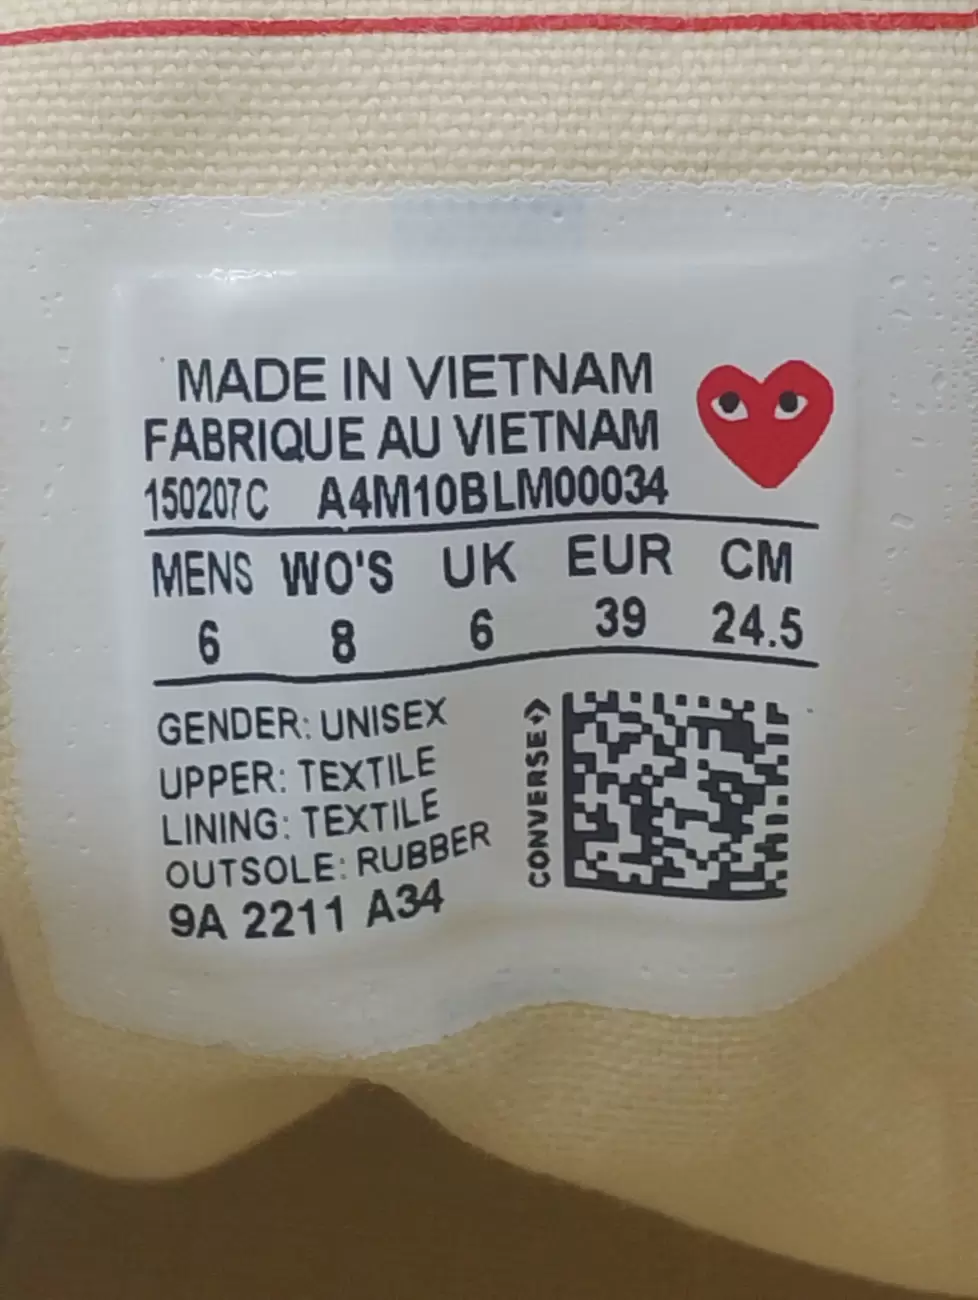 MADE IN VIETNAM
FABRIQUE AU VIETNAM
150207C A4M10BLM00034
MENS WO'S UK EUR CM
6 8 6 39 24.5
GENDER: UNISEX
UPPER: TEXTILE
LINING: TEXTILE
OUTSOLE: RUBBER
9A 2211 A34
CONVERSE